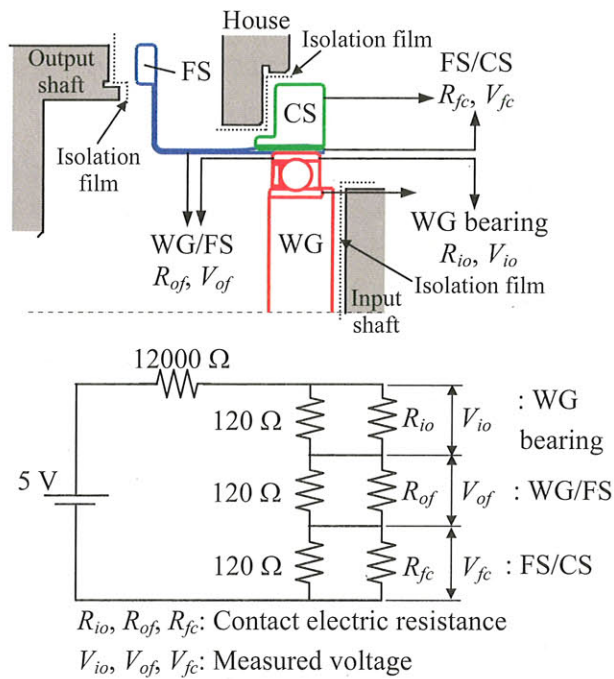 House
Output
shaft
FS
Isolation film
FS/CS
R_fc, V_fc
CS
Isolation
film
WG/FS
R_of, V_of
WG
WG bearing
R_io, V_io
Isolation film
Input
shaft
12000 Ω
120 Ω
R_io
V_io
: WG
bearing
5 V
120 Ω
R_of
V_of
: WG/FS
120 Ω
R_fc
V_fc
: FS/CS
R_io, R_of, R_fc: Contact electric resistance
V_io, V_of, V_fc: Measured voltage